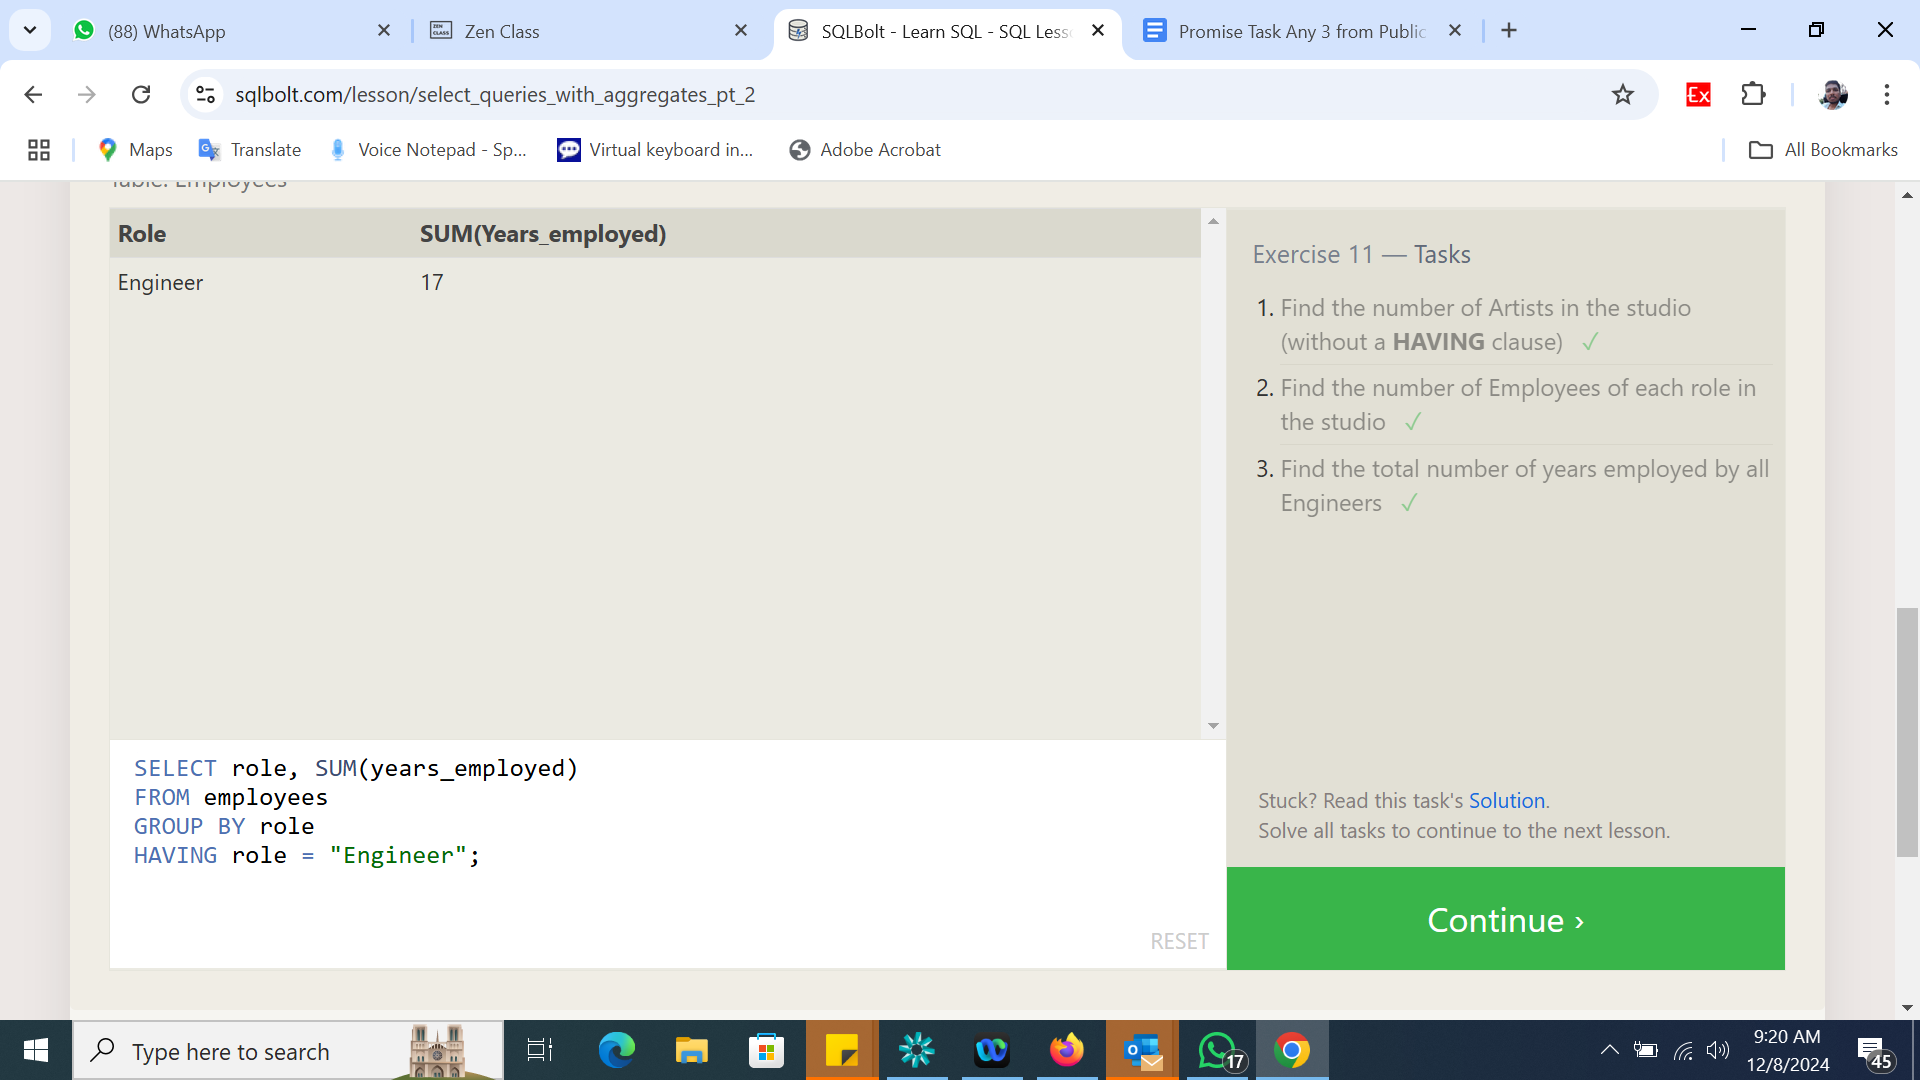 (88) WhatsApp
Zen Class
SQLBolt - Learn SQL - SQL Less
Promise Task Any 3 from Public
sqlbolt.com/lesson/select_queries_with_aggregates_pt_2
Ex
Maps
Translate
Voice Notepad - Sp...
Virtual keyboard in...
Adobe Acrobat
All Bookmarks
Table: Employees
Role SUM(Years_employed)
Engineer 17
Exercise 11 — Tasks
1. Find the number of Artists in the studio
(without a HAVING clause) ✓
2. Find the number of Employees of each role in
the studio ✓
3. Find the total number of years employed by all
Engineers ✓
SELECT role, SUM(years_employed)
FROM employees
GROUP BY role
HAVING role = "Engineer";
RESET
Stuck? Read this task's Solution.
Solve all tasks to continue to the next lesson.
Continue ›
Type here to search
17
9:20 AM
12/8/2024
45